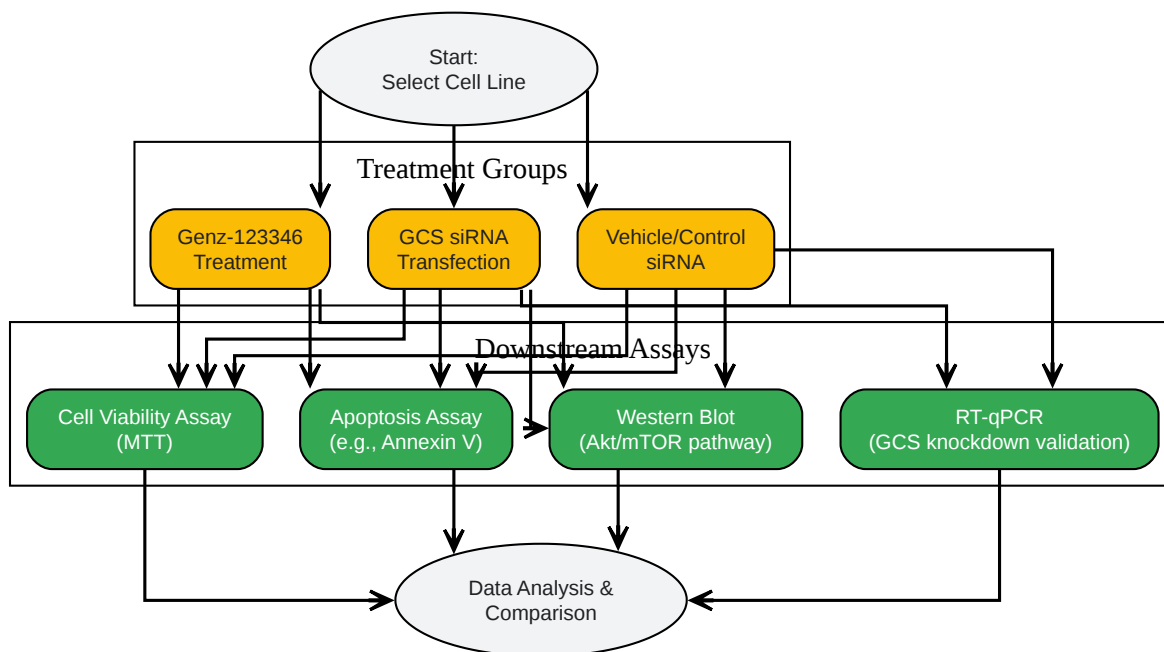 Start:
Select Cell Line
Treatment Groups
Genz-123346
Treatment
GCS siRNA
Transfection
Vehicle/Control
siRNA
Downstream Assays
Cell Viability Assay
(MTT)
Apoptosis Assay
(e.g., Annexin V)
Western Blot
(Akt/mTOR pathway)
RT-qPCR
(GCS knockdown validation)
Data Analysis &
Comparison